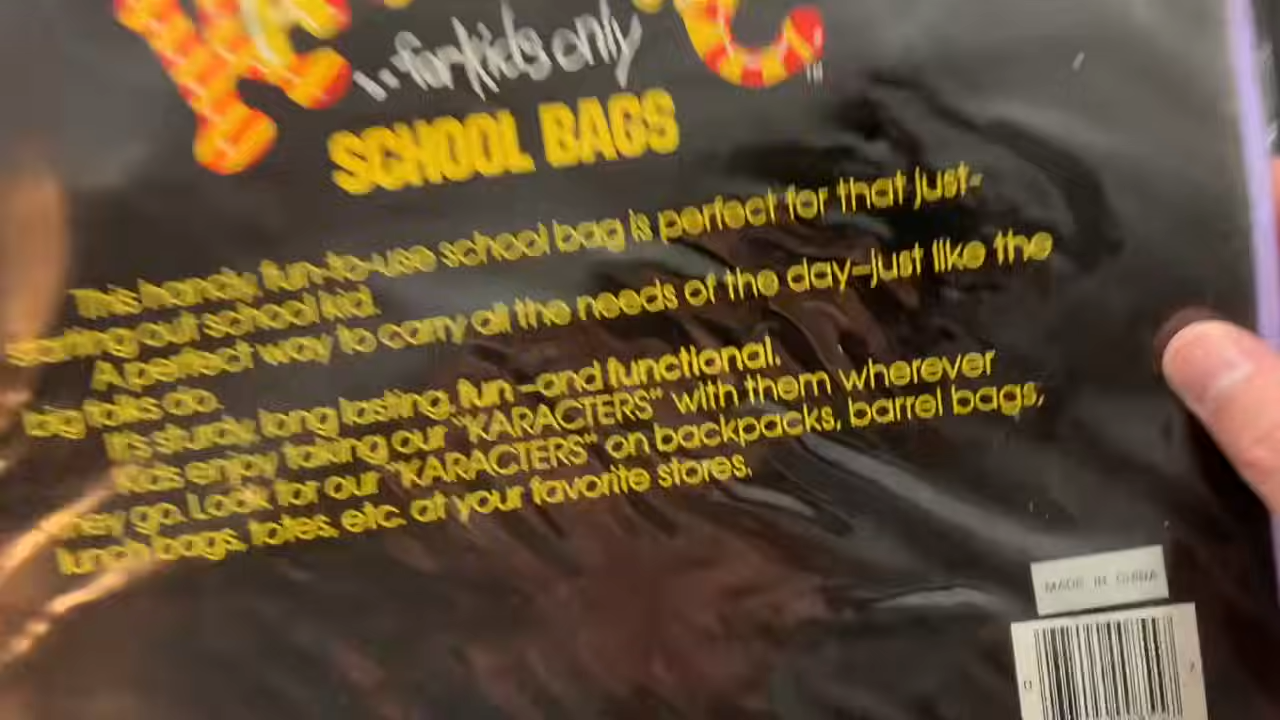 ...for kids only
TM
SCHOOL BAGS
This handy, fun-to-use school bag is perfect for that just-
starting out school kid.
A perfect way to carry all the needs of the day—just like the
big folks do.
It's sturdy, long lasting, fun—and functional.
Kids enjoy taking our "KARACTERS" with them wherever
they go. Look for our "KARACTERS" on backpacks, barrel bags,
lunch bags, totes, etc. at your favorite stores.
MADE IN CHINA